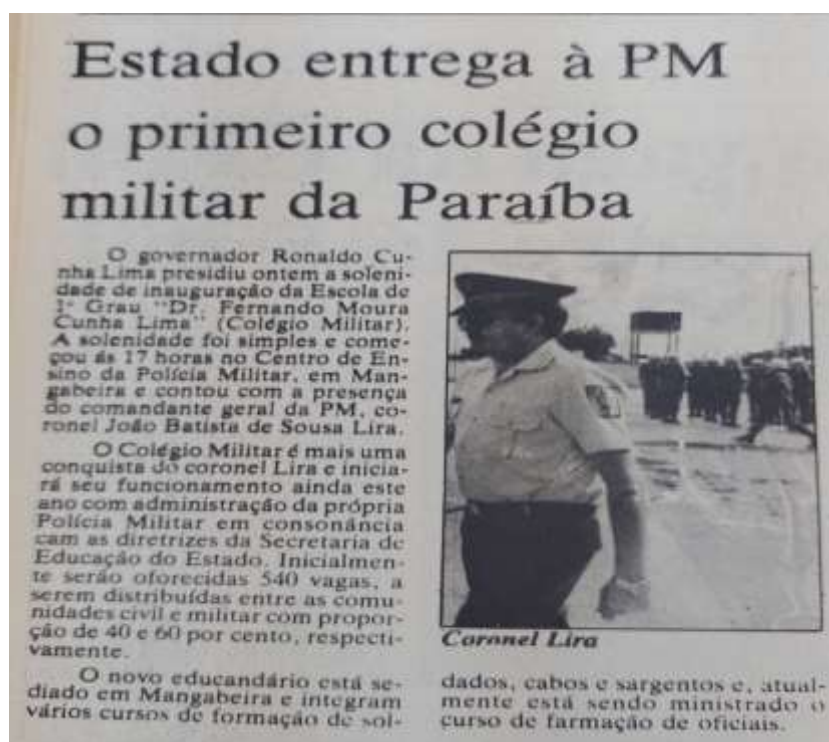 Estado entrega à PM
o primeiro colégio
militar da Paraíba
O governador Ronaldo Cu-
nha Lima presidiu ontem a soleni-
dade de inauguração da Escola de
1º Grau "Dr. Fernando Moura
Cunha Lima" (Colégio Militar).
A solenidade foi simples e come-
çou ás 17 horas no Centro de En-
sino da Polícia Militar, em Man-
gabeira e contou com a presença
do comandante geral da PM, co-
ronel João Batista de Sousa Lira.
O Colégio Militar é mais uma
conquista do coronel Lira e inicia-
rá seu funcionamento ainda este
ano com administração da própria
Polícia Militar em consonância
cam as diretrizes da Secretaria de
Educação do Estado. Inicialmen-
te serão oforecidas 540 vagas, a
serem distribuídas entre as comu-
nidades civil e militar com propor-
ção de 40 e 60 por cento, respecti-
vamente.
O novo educandário está se-
diado em Mangabeira e integram
vários cursos de formação de sol-
Coronel Lira
dados, cabos e sargentos e, atual-
mente está sendo ministrado o
curso de farmação de oficiais.